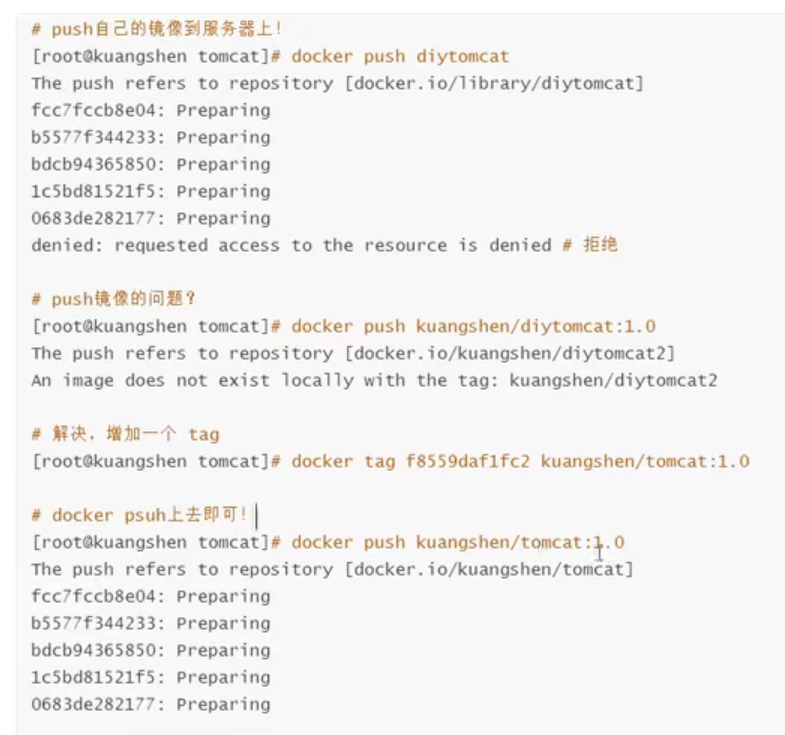 # push自己的镜像到服务器上!
[root@kuangshen tomcat]# docker push diytomcat
The push refers to repository [docker.io/library/diytomcat]
fcc7fccb8e04: Preparing
b5577f344233: Preparing
bdcb94365850: Preparing
1c5bd81521f5: Preparing
0683de282177: Preparing
denied: requested access to the resource is denied # 拒绝
# push镜像的问题?
[root@kuangshen tomcat]# docker push kuangshen/diytomcat:1.0
The push refers to repository [docker.io/kuangshen/diytomcat2]
An image does not exist locally with the tag: kuangshen/diytomcat2
# 解决，增加一个 tag
[root@kuangshen tomcat]# docker tag f8559daf1fc2 kuangshen/tomcat:1.0
# docker psuh上去即可!
[root@kuangshen tomcat]# docker push kuangshen/tomcat:1.0
The push refers to repository [docker.io/kuangshen/tomcat]
fcc7fccb8e04: Preparing
b5577f344233: Preparing
bdcb94365850: Preparing
1c5bd81521f5: Preparing
0683de282177: Preparing